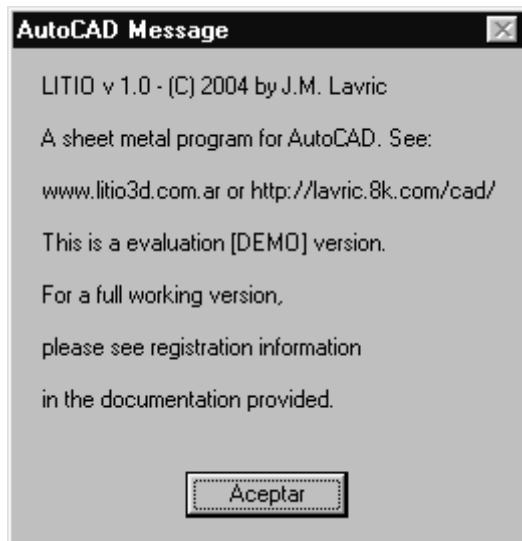 AutoCAD Message
LITIO v 1.0 - (C) 2004 by J.M. Lavric
A sheet metal program for AutoCAD. See:
www.litio3d.com.ar or http://lavric.8k.com/cad/
This is a evaluation [DEMO] version.
For a full working version,
please see registration information
in the documentation provided.
Aceptar